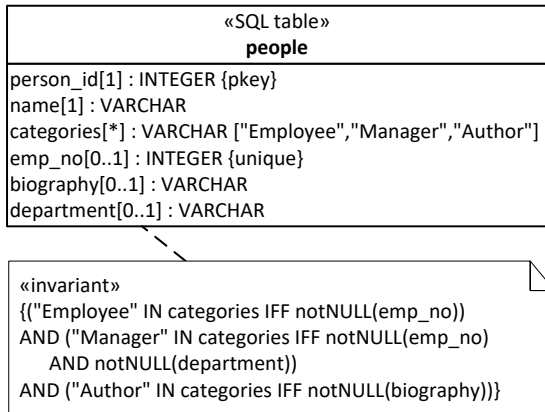 «SQL table»
people
person_id[1] : INTEGER {pkey}
name[1] : VARCHAR
categories[*] : VARCHAR ["Employee","Manager","Author"]
emp_no[0..1] : INTEGER {unique}
biography[0..1] : VARCHAR
department[0..1] : VARCHAR
«invariant»
{("Employee" IN categories IFF notNULL(emp_no))
AND ("Manager" IN categories IFF notNULL(emp_no)
AND notNULL(department))
AND ("Author" IN categories IFF notNULL(biography))}